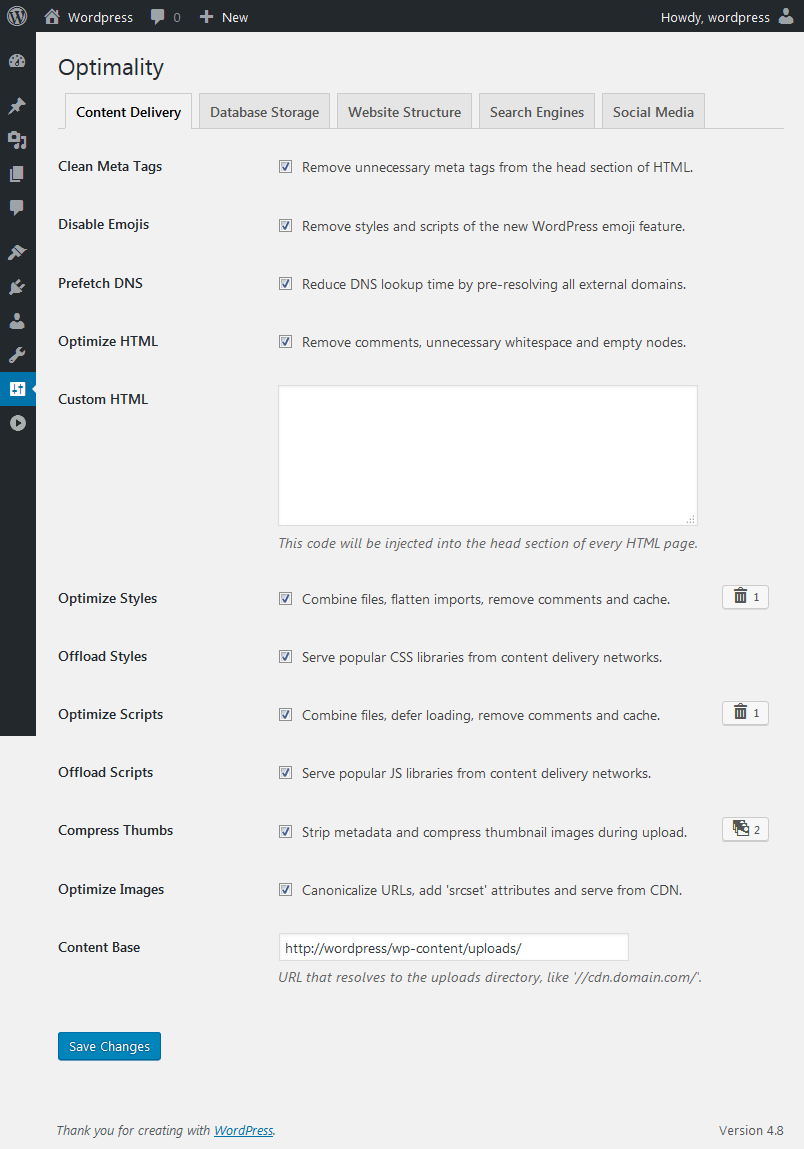 Wordpress 0 New Howdy, wordpress
Optimality
Content Delivery Database Storage Website Structure Search Engines Social Media
Clean Meta Tags Remove unnecessary meta tags from the head section of HTML.
Disable Emojis Remove styles and scripts of the new WordPress emoji feature.
Prefetch DNS Reduce DNS lookup time by pre-resolving all external domains.
Optimize HTML Remove comments, unnecessary whitespace and empty nodes.
Custom HTML
This code will be injected into the head section of every HTML page.
Optimize Styles Combine files, flatten imports, remove comments and cache. 1
Offload Styles Serve popular CSS libraries from content delivery networks.
Optimize Scripts Combine files, defer loading, remove comments and cache. 1
Offload Scripts Serve popular JS libraries from content delivery networks.
Compress Thumbs Strip metadata and compress thumbnail images during upload. 2
Optimize Images Canonicalize URLs, add 'srcset' attributes and serve from CDN.
Content Base http://wordpress/wp-content/uploads/
URL that resolves to the uploads directory, like '//cdn.domain.com/'.
Save Changes
Thank you for creating with WordPress. Version 4.8